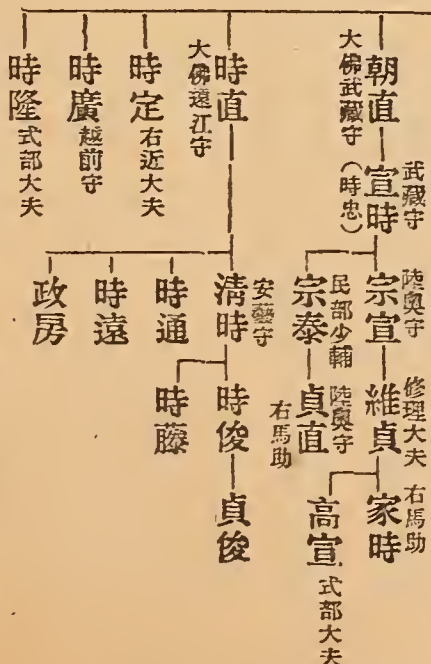 朝直 大佛武藏守
宣時 武藏守 (時忠)
宗宣 陸奧守
維貞 修理大夫
家時 右馬助
高宣 式部大夫
宗泰 民部少輔
貞直 陸奧守 右馬助
時直 大佛遠江守
清時 安藝守
時俊
貞俊
時藤
時通
時遠
政房
時定 右近大夫
時廣 越前守
時隆 式部大夫